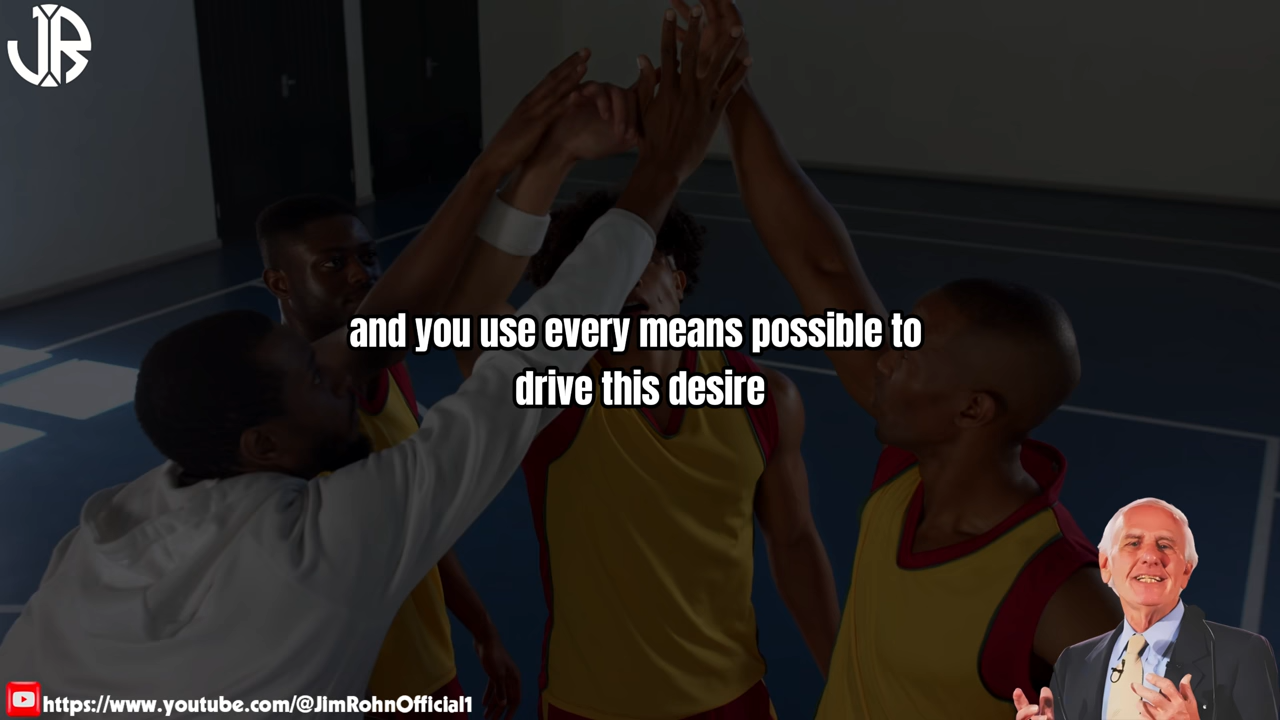 JR
and you use every means possible to
drive this desire
https://www.youtube.com/@JimRohnOfficial1